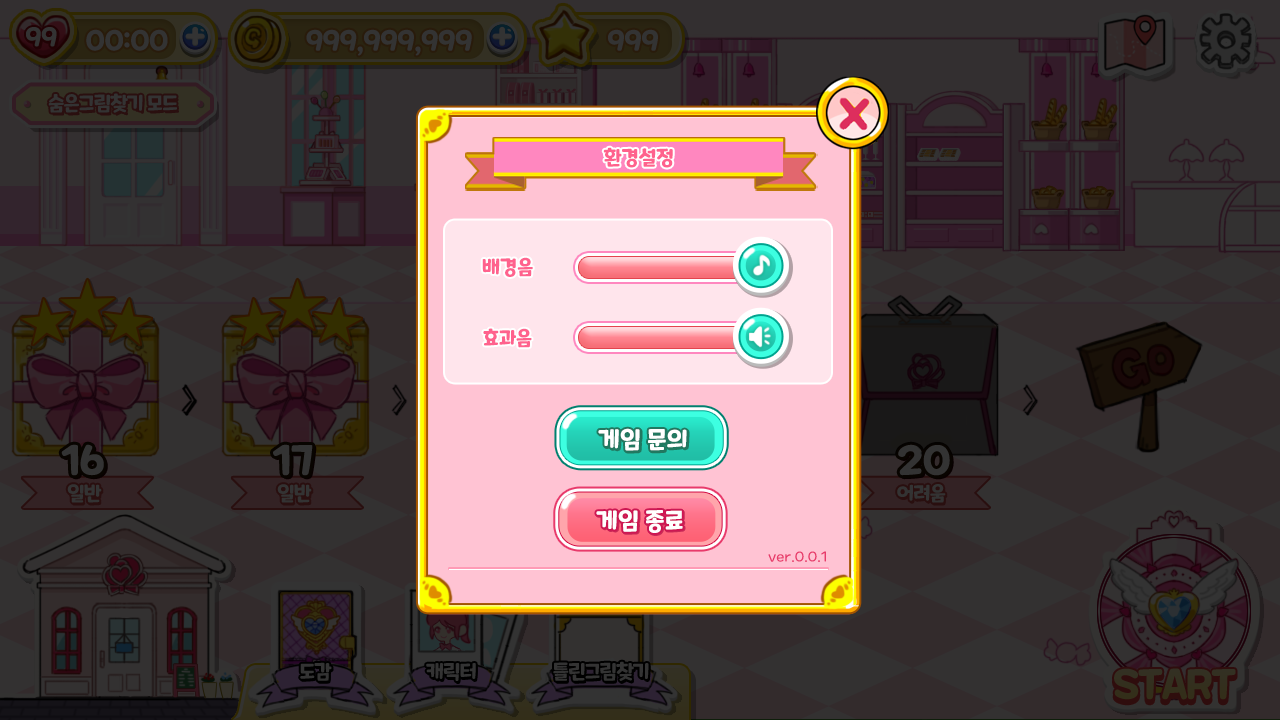 99
00:00
999,999,999
999
숨은그림찾기 모드
환경설정
배경음
효과음
게임 문의
게임 종료
ver.0.0.1
16
일반
17
일반
20
어려움
GO
도감
캐릭터
틀린그림찾기
START